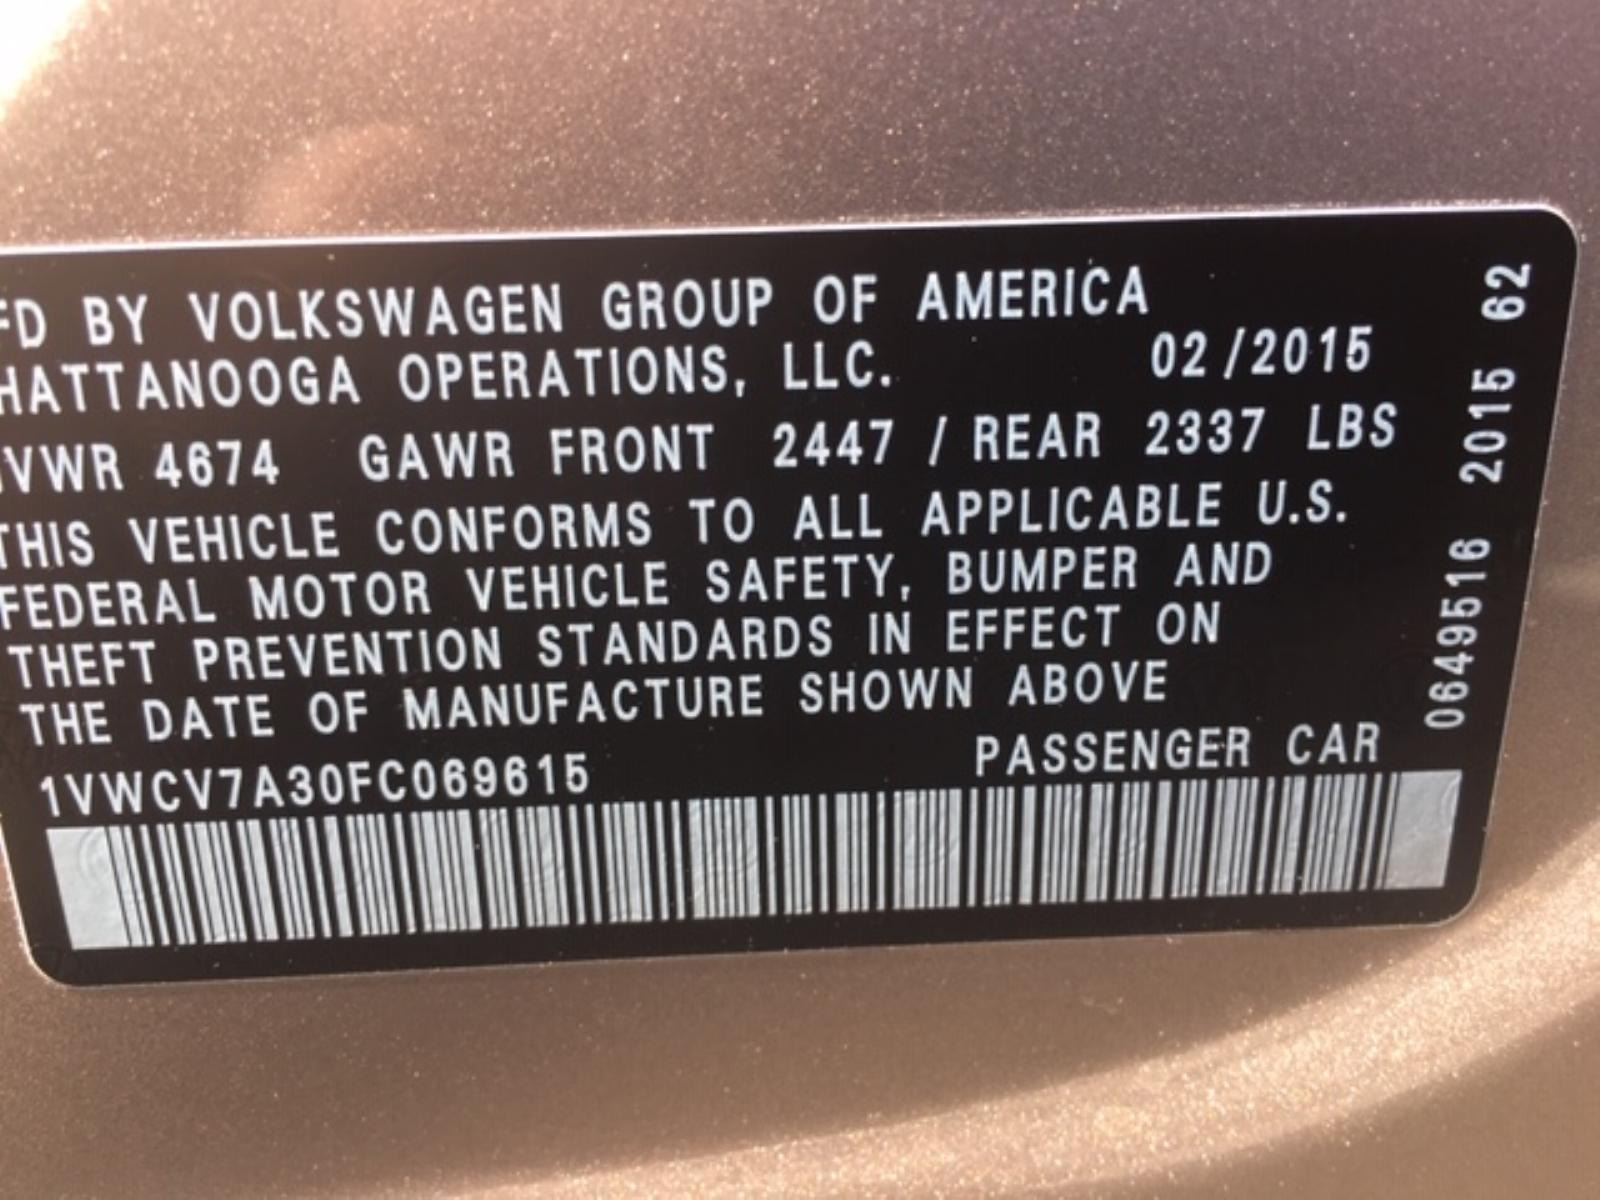 FD BY VOLKSWAGEN GROUP OF AMERICA
HATTANOOGA OPERATIONS, LLC. 02/2015
VWR 4674 GAWR FRONT 2447 / REAR 2337 LBS
THIS VEHICLE CONFORMS TO ALL APPLICABLE U.S.
FEDERAL MOTOR VEHICLE SAFETY, BUMPER AND
THEFT PREVENTION STANDARDS IN EFFECT ON
THE DATE OF MANUFACTURE SHOWN ABOVE
1VWCV7A30FC069615 PASSENGER CAR
0649516 2015 62